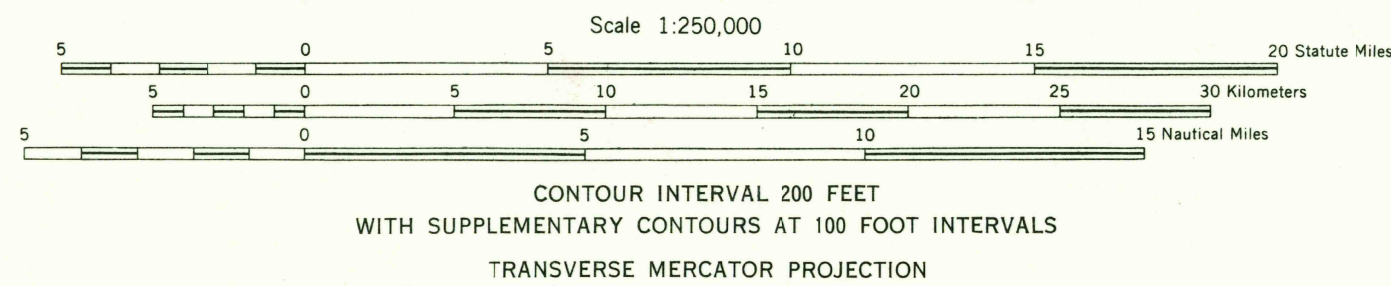 Scale 1:250,000
5 0 5 10 15 20 Statute Miles
5 0 5 10 15 20 25 30 Kilometers
5 0 5 10 15 Nautical Miles
CONTOUR INTERVAL 200 FEET
WITH SUPPLEMENTARY CONTOURS AT 100 FOOT INTERVALS
TRANSVERSE MERCATOR PROJECTION